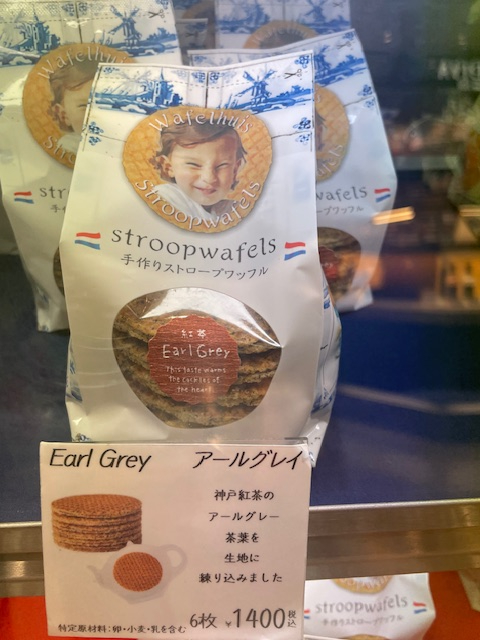 Wafelhuis
Stroopwafels
stroopwafels
手作りストロープワッフル
紅茶
Earl Grey
This taste warms
the cockles of
the heart.
Earl Grey アールグレイ
神戸紅茶の
アールグレー
茶葉を
生地に
練り込みました
特定原材料:卵・小麦・乳を含む 6枚 ¥1400税込
stroopwafels
手作りストロープワッフル